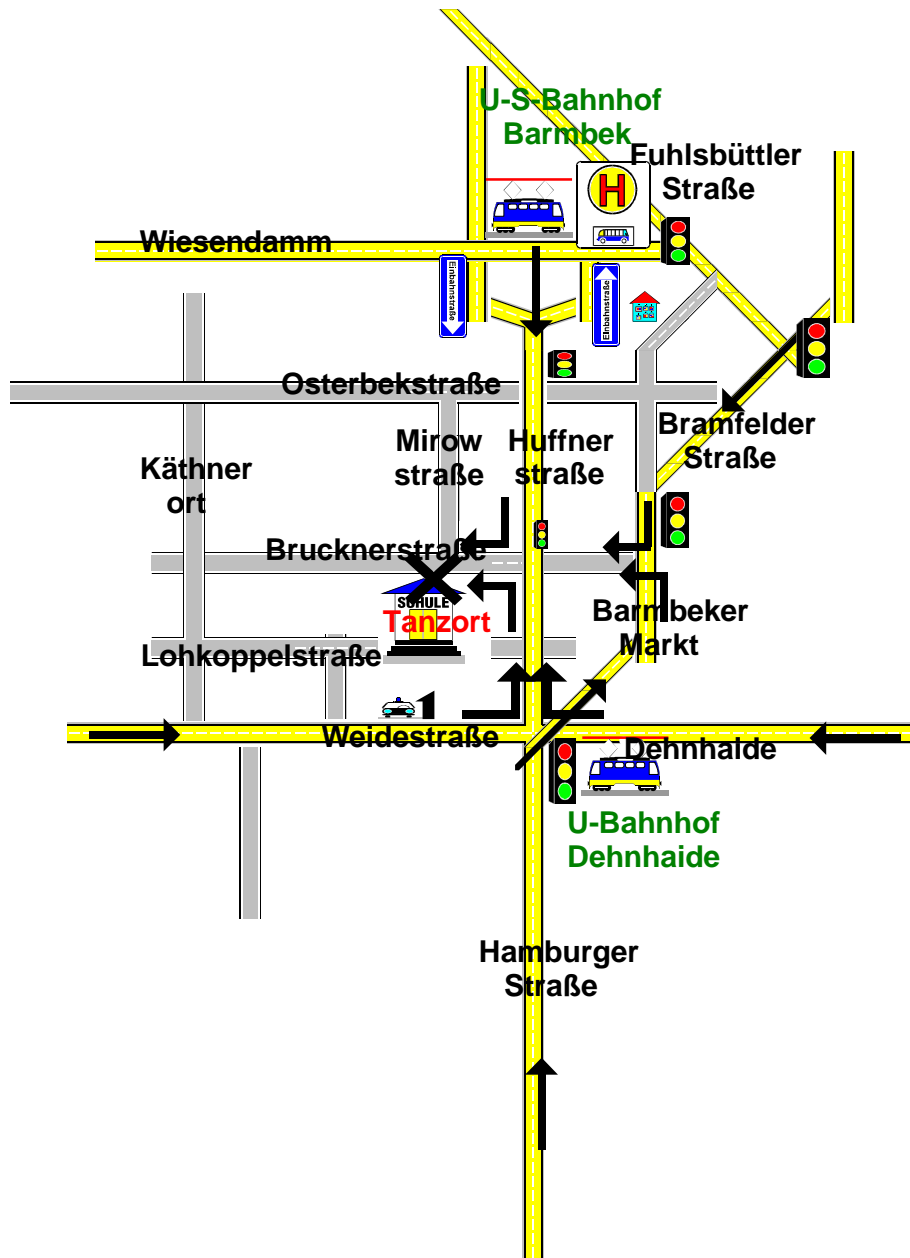 U-S-Bahnhof
Barmbek
Fuhlsbüttler
Straße
H
Wiesendamm
Einbahnstraße
Einbahnstraße
Osterbekstraße
Mirow
straße
Huffner
straße
Bramfelder
Straße
Käthner
ort
Brucknerstraße
SCHULE
Tanzort
Barmbeker
Markt
Lohkoppelstraße
Weidestraße
Dehnhaide
U-Bahnhof
Dehnhaide
Hamburger
Straße